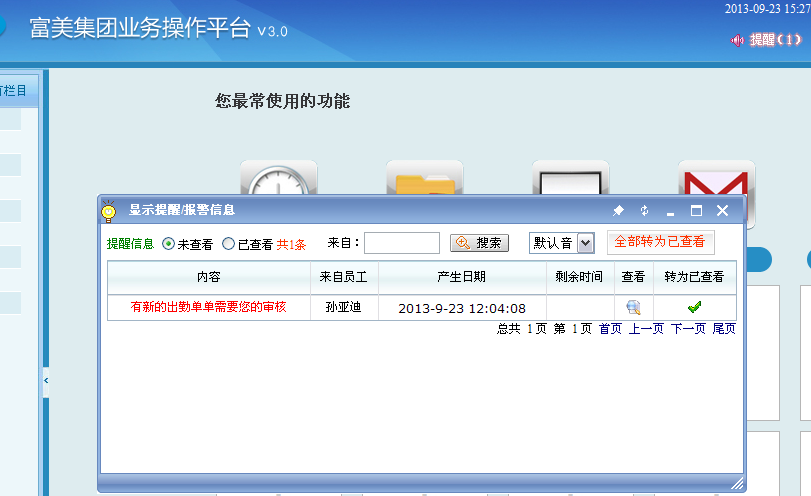 2013-09-23 15:27
富美集团业务操作平台 V3.0
提醒(1)
栏目
您最常使用的功能
显示提醒/报警信息
提醒信息 未查看 已查看 共1条 来自： 搜索 默认音 全部转为已查看
内容 来自员工 产生日期 剩余时间 查看 转为已查看
有新的出勤单单需要您的审核 孙亚迪 2013-9-23 12:04:08
总共 1页 第 1页 首页 上一页 下一页 尾页